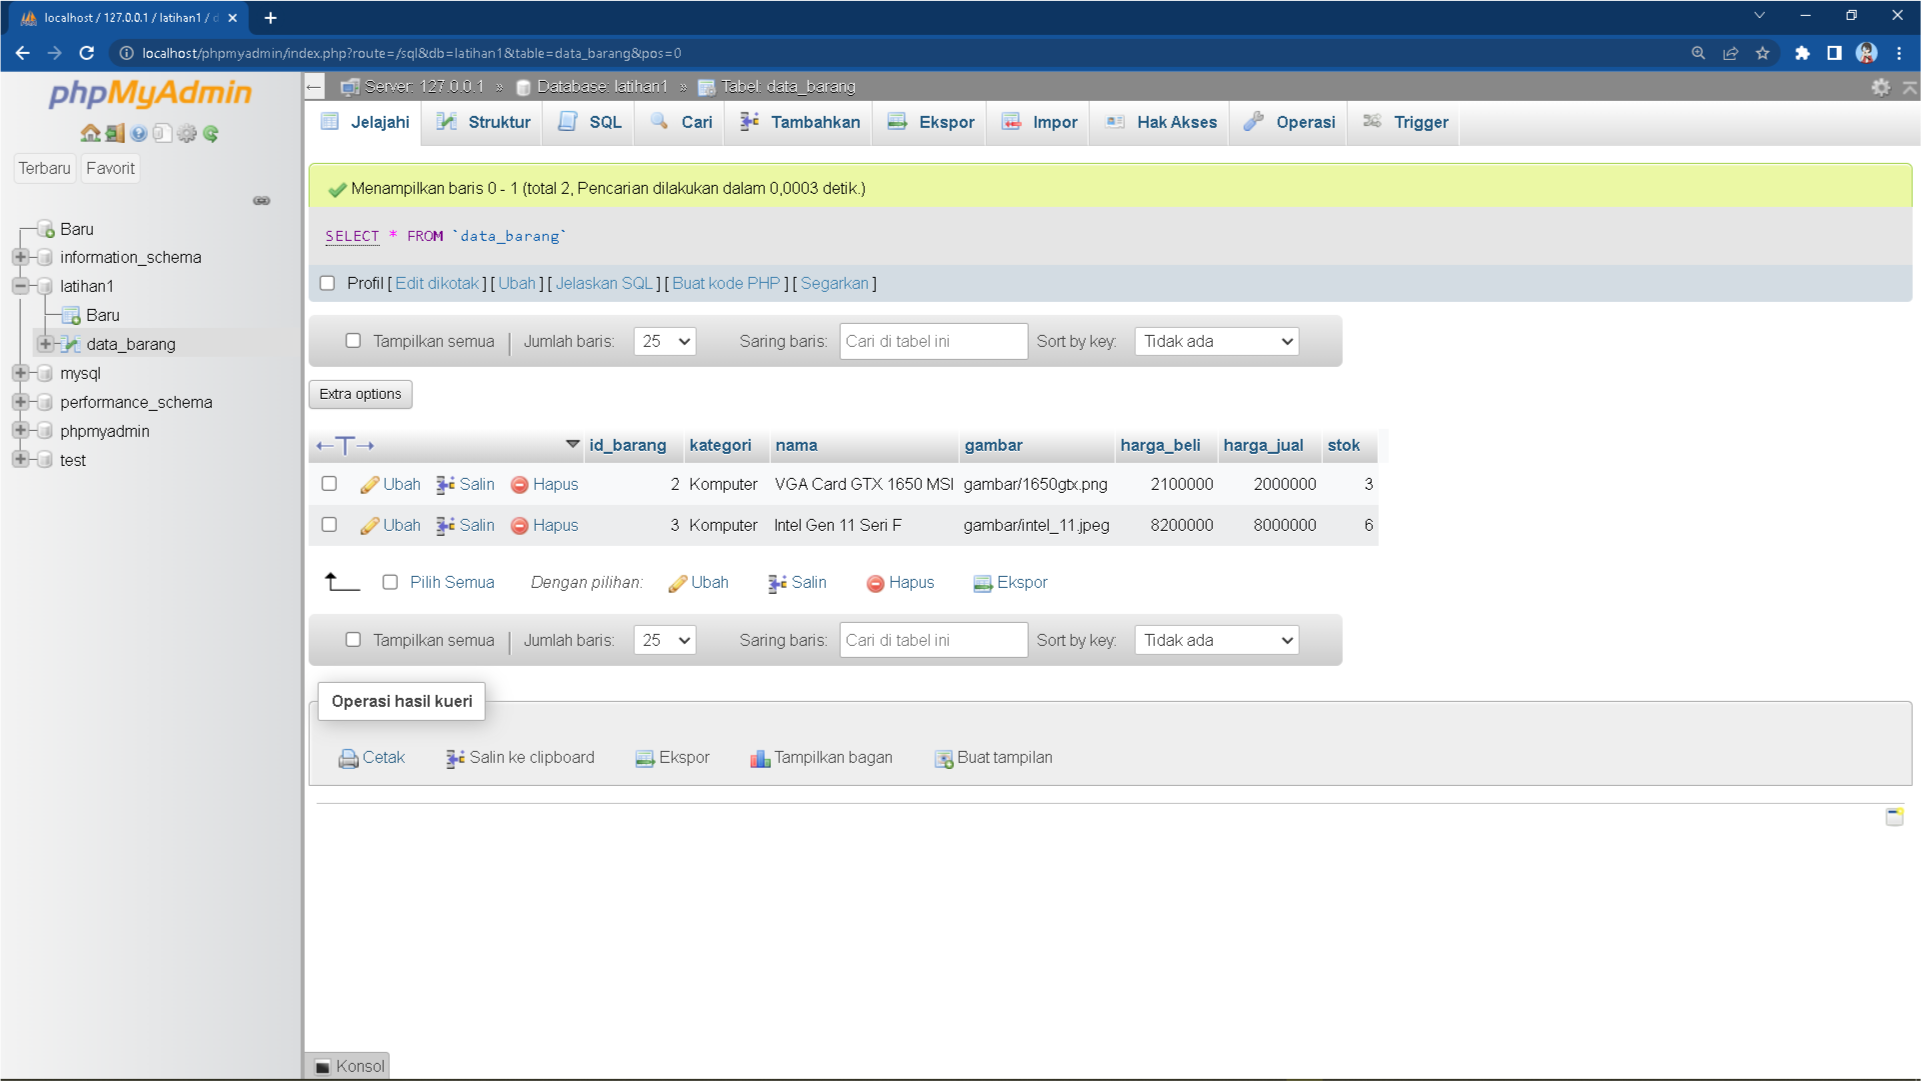 localhost / 127.0.0.1 / latihan1 / d
localhost/phpmyadmin/index.php?route=/sql&db=latihan1&table=data_barang&pos=0
phpMyAdmin
Terbaru Favorit
Baru
information_schema
latihan1
Baru
data_barang
mysql
performance_schema
phpmyadmin
test
Server: 127.0.0.1 » Database: latihan1 » Tabel: data_barang
Jelajahi Struktur SQL Cari Tambahkan Ekspor Impor Hak Akses Operasi Trigger
Menampilkan baris 0 - 1 (total 2, Pencarian dilakukan dalam 0,0003 detik.)
SELECT * FROM `data_barang`
Profil [ Edit dikotak ] [ Ubah ] [ Jelaskan SQL ] [ Buat kode PHP ] [ Segarkan ]
Tampilkan semua | Jumlah baris: 25 Saring baris: Cari di tabel ini Sort by key: Tidak ada
Extra options
←T→ id_barang kategori nama gambar harga_beli harga_jual stok
Ubah Salin Hapus 2 Komputer VGA Card GTX 1650 MSI gambar/1650gtx.png 2100000 2000000 3
Ubah Salin Hapus 3 Komputer Intel Gen 11 Seri F gambar/intel_11.jpeg 8200000 8000000 6
Pilih Semua Dengan pilihan: Ubah Salin Hapus Ekspor
Tampilkan semua | Jumlah baris: 25 Saring baris: Cari di tabel ini Sort by key: Tidak ada
Operasi hasil kueri
Cetak Salin ke clipboard Ekspor Tampilkan bagan Buat tampilan
Konsol